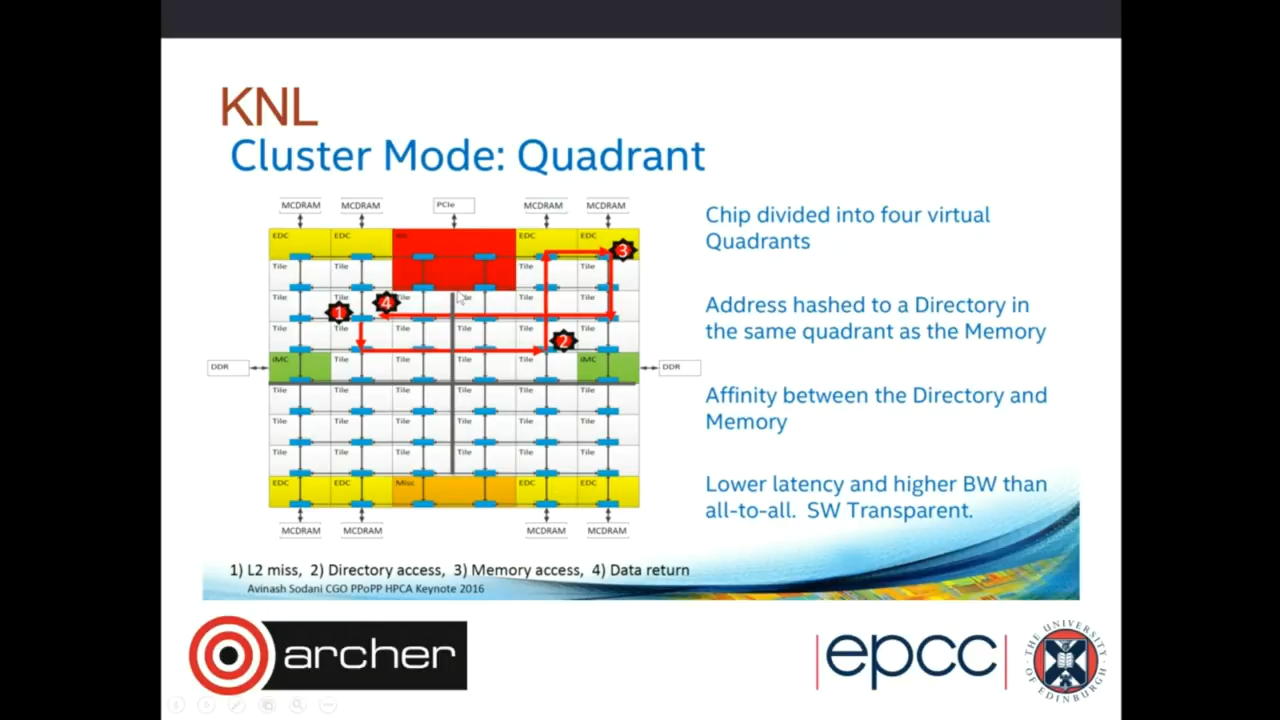 KNL
Cluster Mode: Quadrant
MCDRAM MCDRAM PCIe MCDRAM MCDRAM
EDC EDC EDC EDC
3
Tile Tile Tile Tile
Tile Tile Tile Tile Tile
1 4
Tile Tile Tile Tile Tile Tile
2
DDR iMC Tile Tile Tile Tile iMC DDR
Tile Tile Tile Tile Tile Tile
Tile Tile Tile Tile Tile Tile
Tile Tile Tile Tile Tile Tile
EDC EDC Misc EDC EDC
MCDRAM MCDRAM MCDRAM MCDRAM
Chip divided into four virtual
Quadrants
Address hashed to a Directory in
the same quadrant as the Memory
Affinity between the Directory and
Memory
Lower latency and higher BW than
all-to-all. SW Transparent.
1) L2 miss, 2) Directory access, 3) Memory access, 4) Data return
Avinash Sodani CGO PPoPP HPCA Keynote 2016
archer
epcc
THE UNIVERSITY
OF EDINBURGH